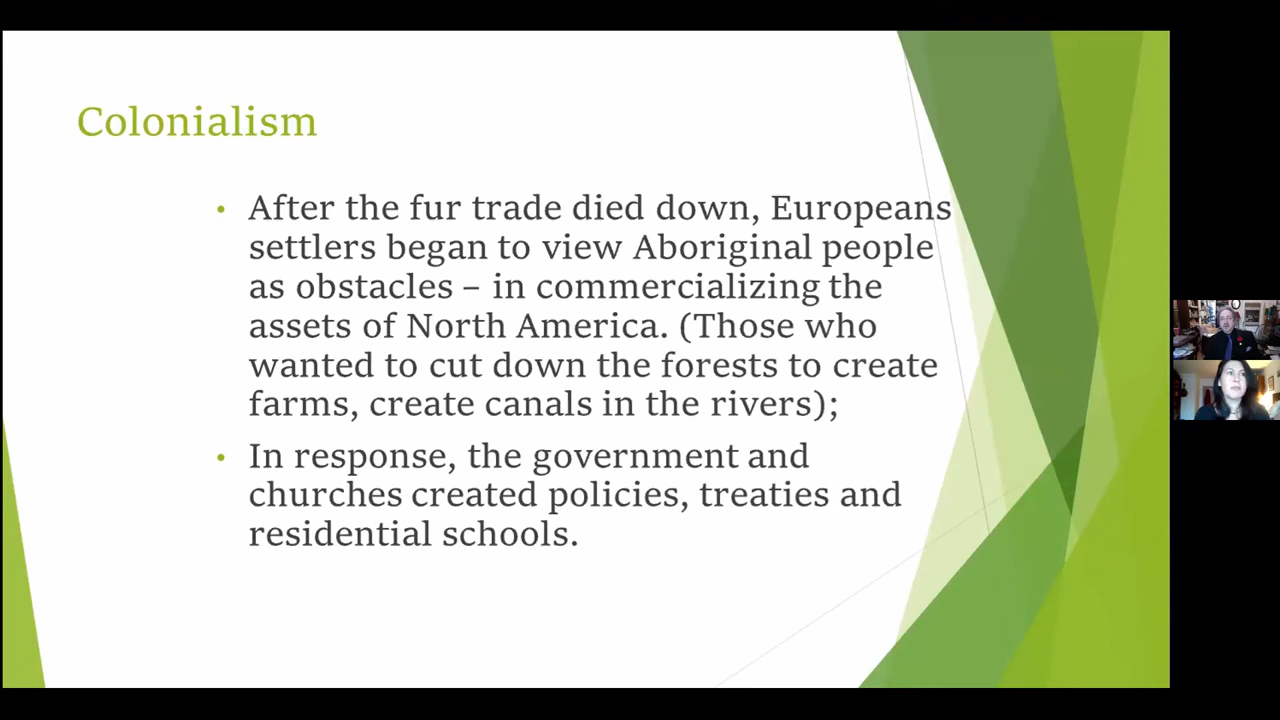 Colonialism
• After the fur trade died down, Europeans
settlers began to view Aboriginal people
as obstacles – in commercializing the
assets of North America. (Those who
wanted to cut down the forests to create
farms, create canals in the rivers);
• In response, the government and
churches created policies, treaties and
residential schools.